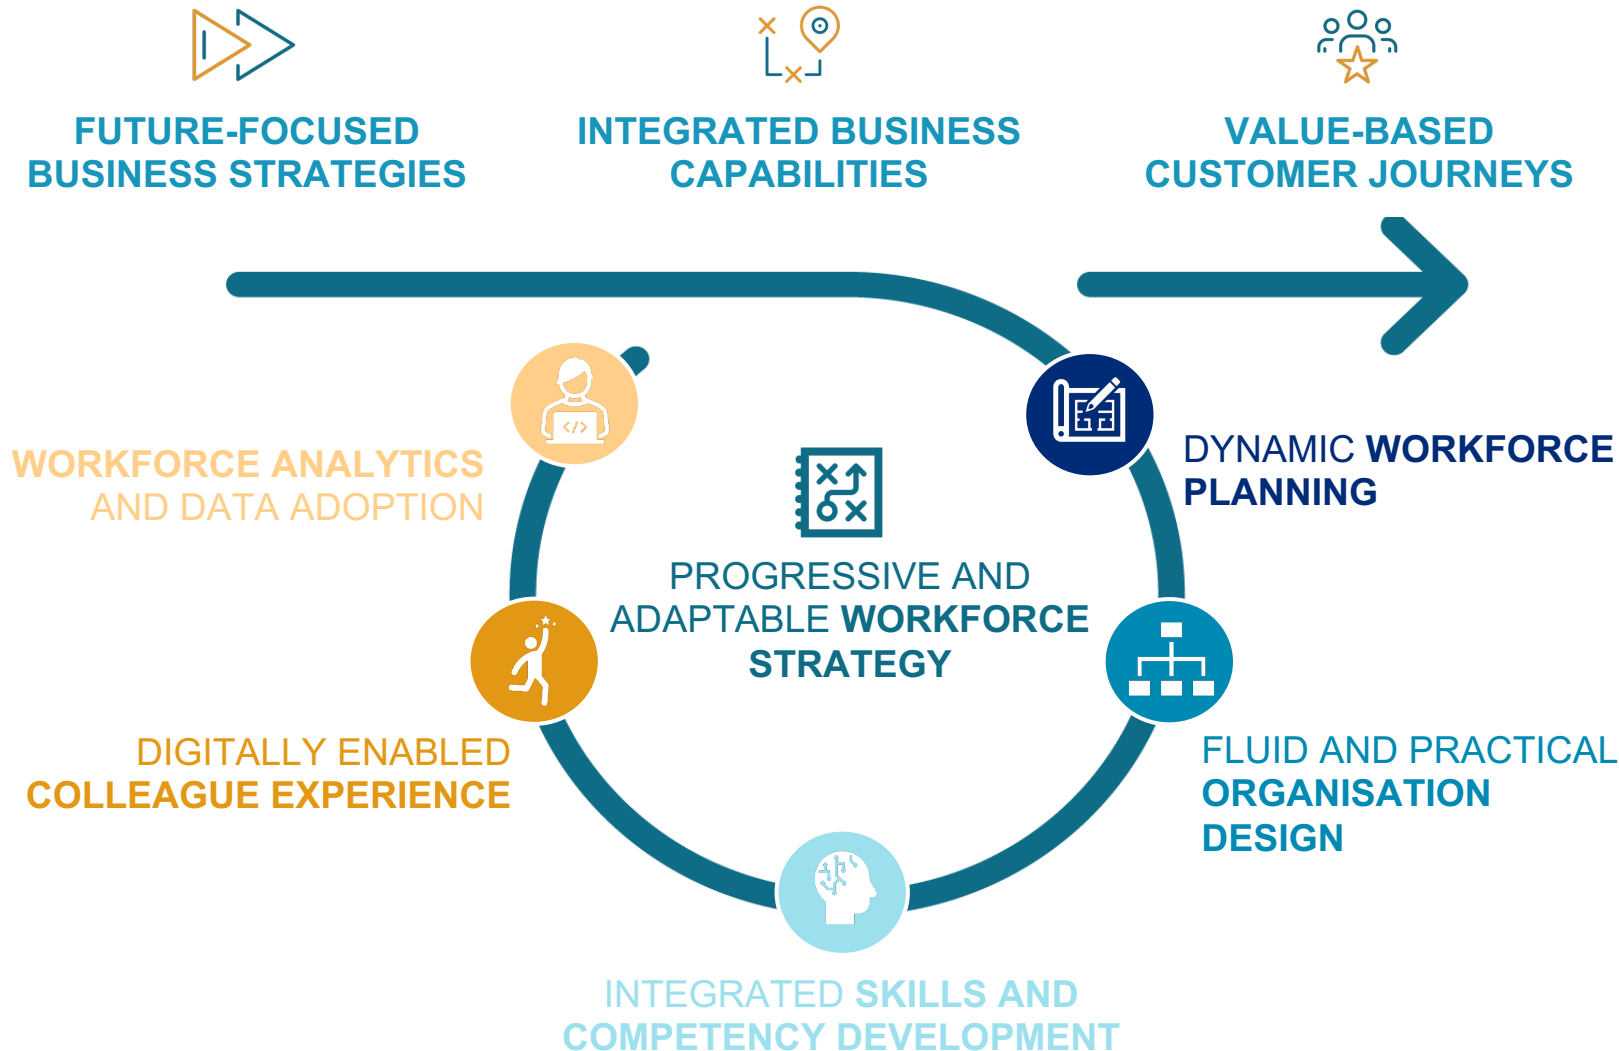 FUTURE-FOCUSED
BUSINESS STRATEGIES
INTEGRATED BUSINESS
CAPABILITIES
VALUE-BASED
CUSTOMER JOURNEYS
WORKFORCE ANALYTICS
AND DATA ADOPTION
</>
DYNAMIC WORKFORCE
PLANNING
PROGRESSIVE AND
ADAPTABLE WORKFORCE
STRATEGY
DIGITALLY ENABLED
COLLEAGUE EXPERIENCE
FLUID AND PRACTICAL
ORGANISATION
DESIGN
INTEGRATED SKILLS AND
COMPETENCY DEVELOPMENT